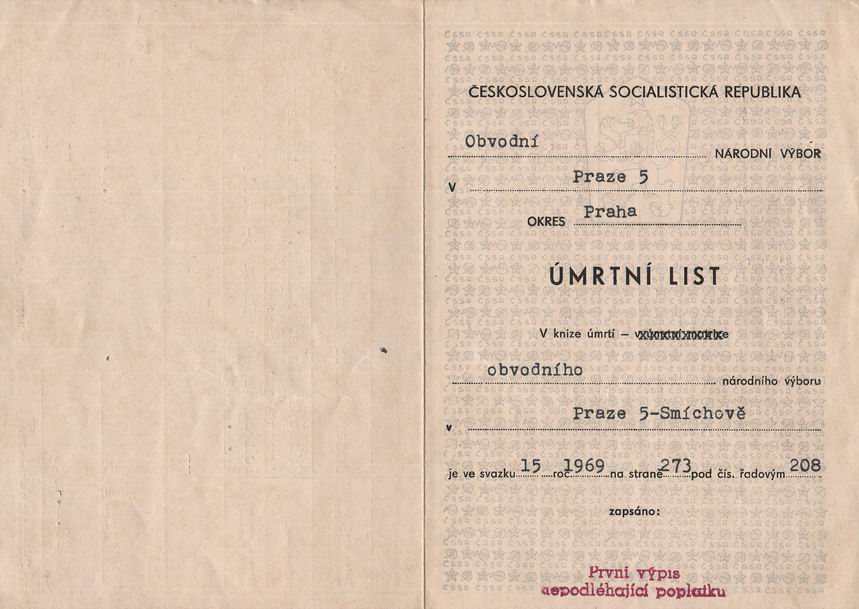 ČESKOSLOVENSKÁ SOCIALISTICKÁ REPUBLIKA
Obvodní NÁRODNÍ VÝBOR
V Praze 5
OKRES Praha
ÚMRTNÍ LIST
V knize úmrtí –
obvodního národního výboru
v Praze 5-Smíchově
je ve svazku 15 roč. 1969 na straně 273 pod čís. řadovým 208
zapsáno:
První výpis
nepodléhající poplatku